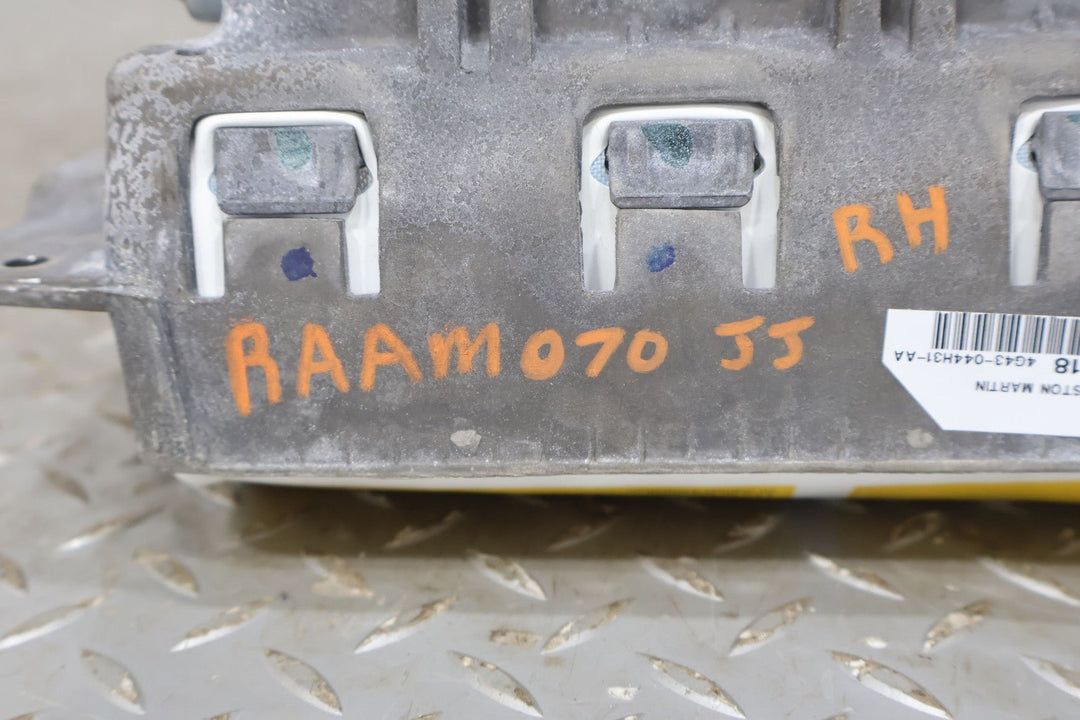 RH
RAAM070 JJ
18
4G43-044H31-AA
STON MARTIN